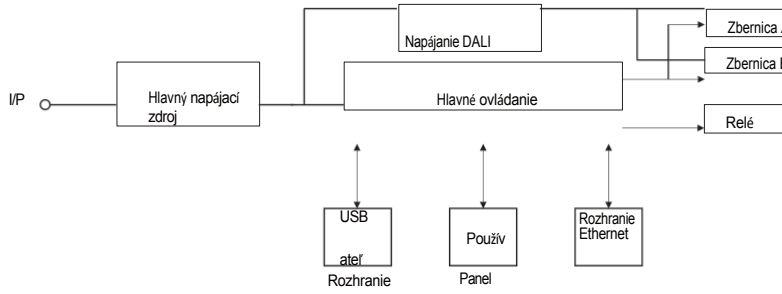 Napájanie DALI
Zbernica
Zbernica
I/P
Hlavný napájací
zdroj
Hlavné ovládanie
Relé
USB
ateľ
Rozhranie
Použív
Panel
Rozhranie
Ethernet